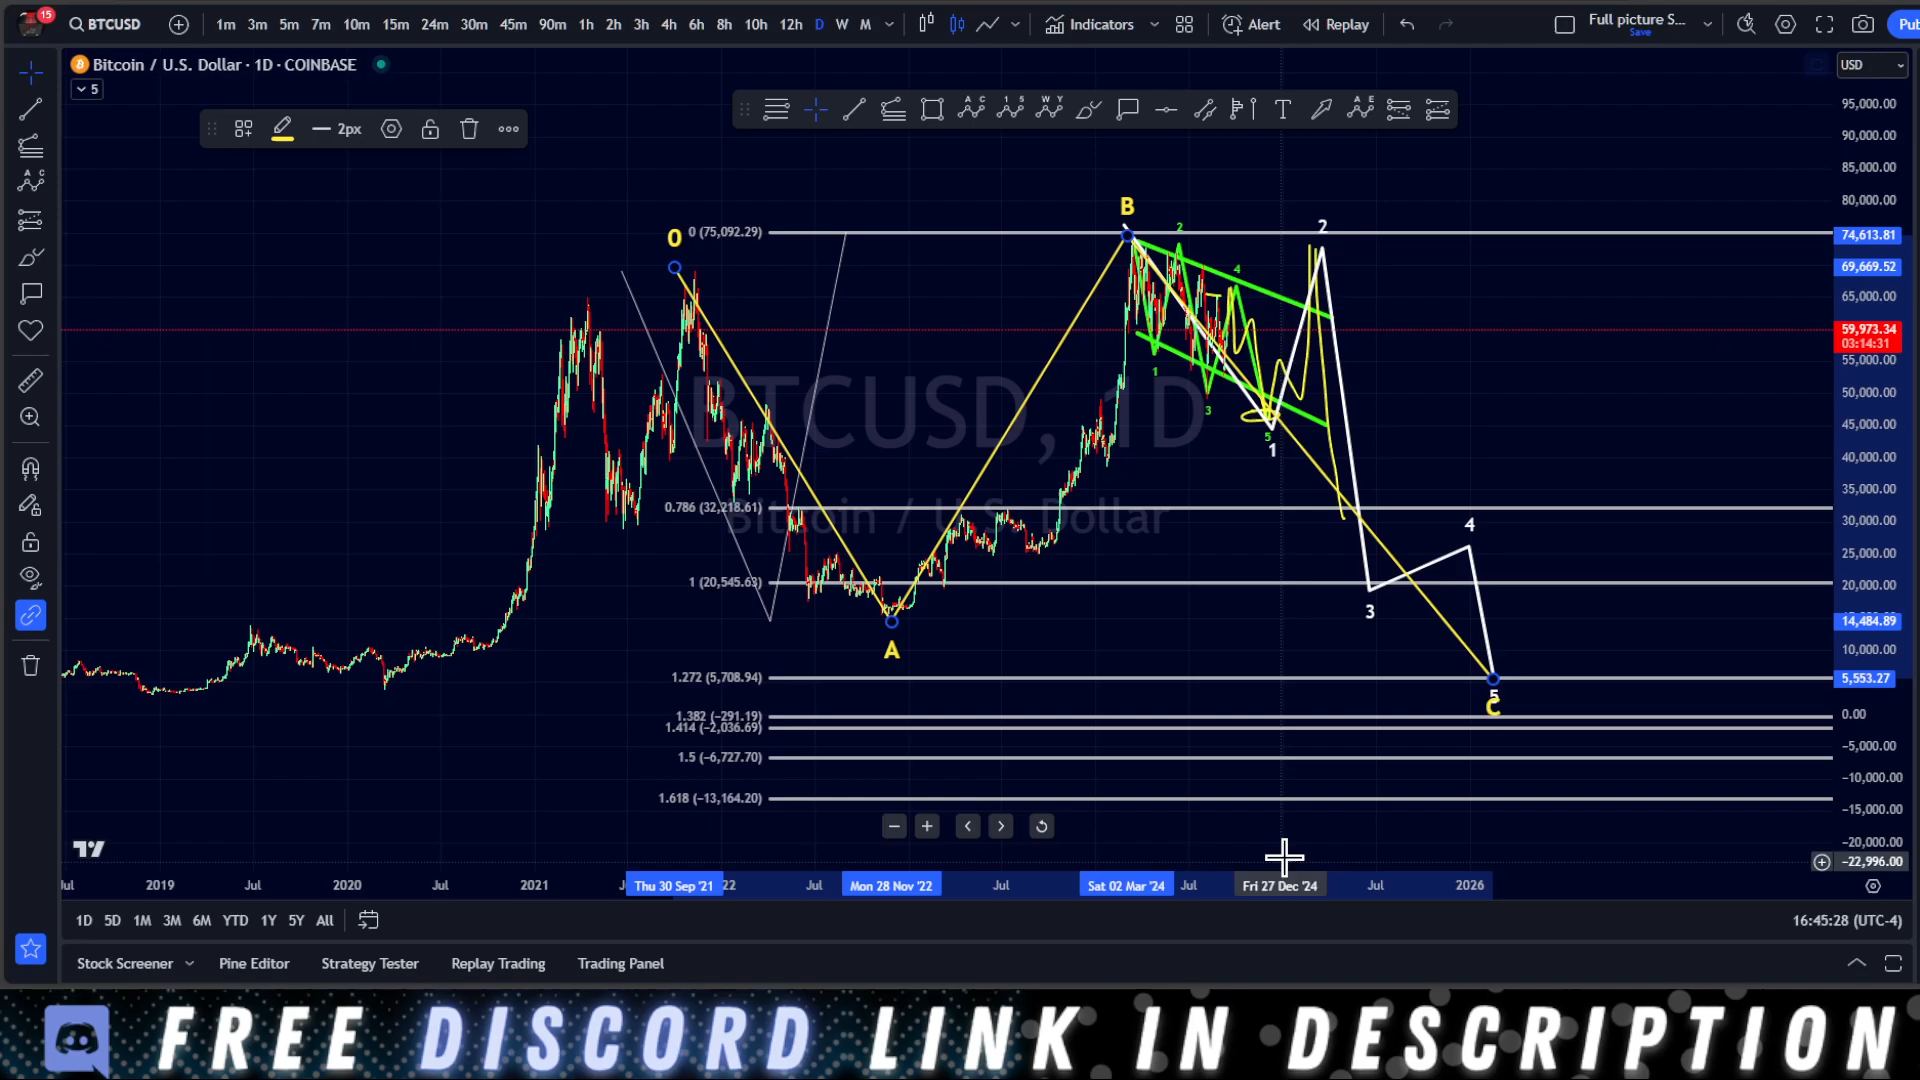 15
BTCUSD
1m 3m 5m 7m 10m 15m 24m 30m 45m 90m 1h 2h 3h 4h 6h 8h 10h 12h D W M
Indicators
Alert
Replay
Full picture S...
Save
Pub
Bitcoin / U.S. Dollar · 1D · COINBASE
5
USD
2px
A C
1 5
W Y
T
A E
95,000.00
90,000.00
85,000.00
80,000.00
74,613.81
69,669.52
65,000.00
59,973.34
03:14:31
55,000.00
50,000.00
45,000.00
40,000.00
35,000.00
30,000.00
25,000.00
20,000.00
14,484.89
10,000.00
5,553.27
0.00
−5,000.00
−10,000.00
−15,000.00
−20,000.00
−22,996.00
O
B
A
C
0 (75,092.29)
0.786 (32,218.61)
1 (20,545.63)
1.272 (5,708.94)
1.382 (−291.19)
1.414 (−2,036.69)
1.5 (−6,727.70)
1.618 (−13,164.20)
2
4
1
3
5
1
2
3
4
5
BTCUSD, 1D
Bitcoin / U.S. Dollar
2019 Jul 2020 Jul 2021 Thu 30 Sep '21 22 Jul Mon 28 Nov '22 Jul Sat 02 Mar '24 Jul Fri 27 Dec '24 Jul 2026
1D 5D 1M 3M 6M YTD 1Y 5Y All
16:45:28 (UTC-4)
Stock Screener Pine Editor Strategy Tester Replay Trading Trading Panel
FREE DISCORD LINK IN DESCRIPTION